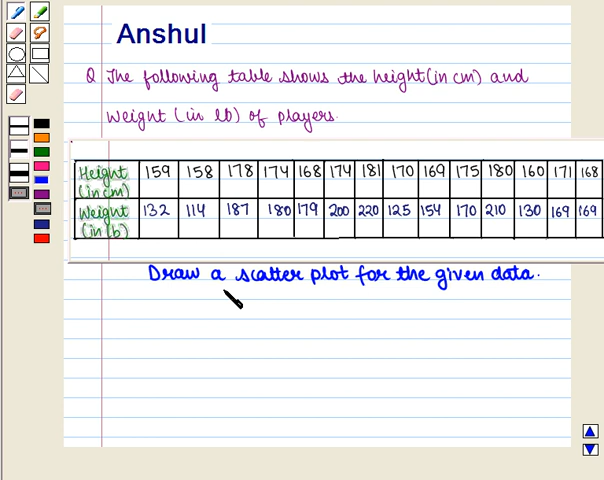 Anshul
Q The following table shows the height (in cm) and
weight (in lb) of players.
Height (in cm) 159 158 178 174 168 174 181 170 169 175 180 160 171 168
Weight (in lb) 132 114 187 180 179 200 220 125 154 170 210 130 169 169
Draw a scatter plot for the given data.